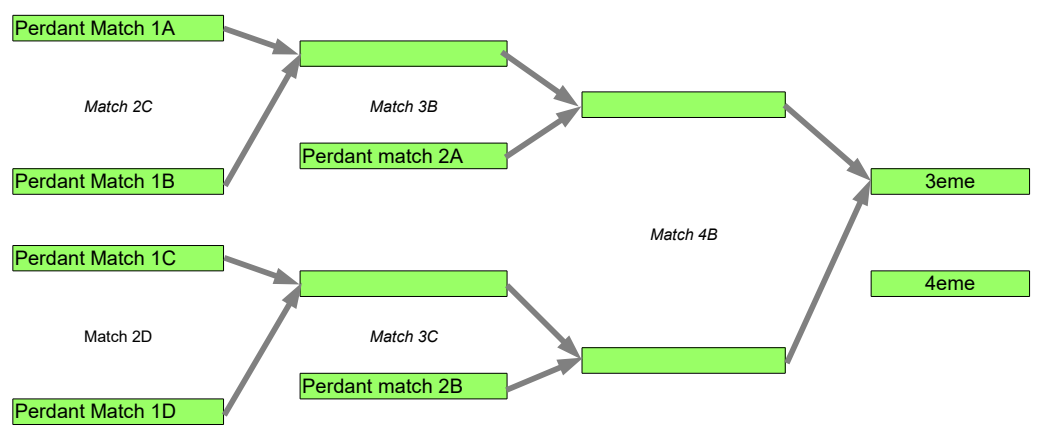 Perdant Match 1A
Match 2C
Match 3B
Perdant match 2A
Perdant Match 1B
3eme
Match 4B
Perdant Match 1C
4eme
Match 2D
Match 3C
Perdant match 2B
Perdant Match 1D